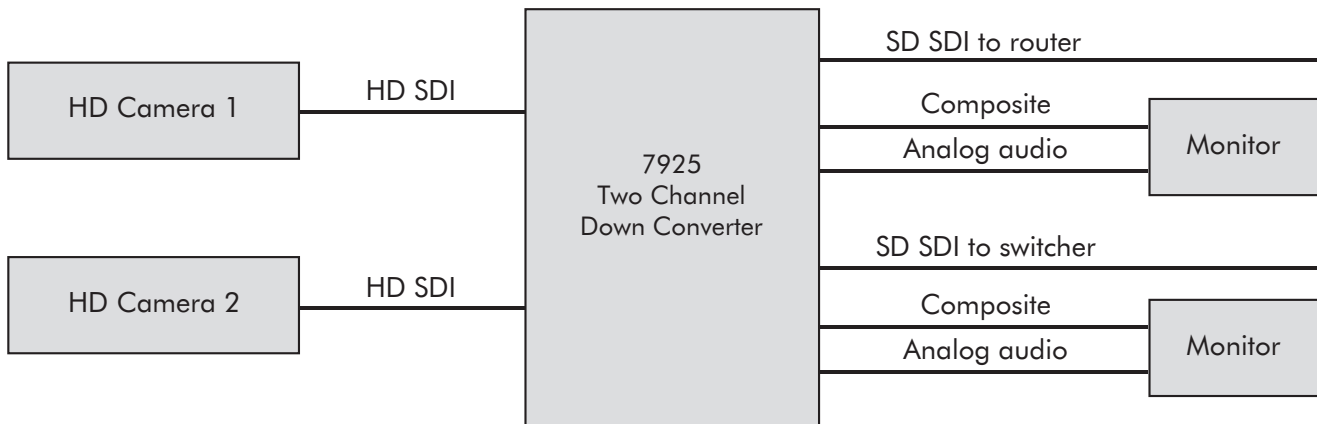 HD Camera 1
HD SDI
HD Camera 2
HD SDI
7925
Two Channel
Down Converter
SD SDI to router
Composite
Analog audio
Monitor
SD SDI to switcher
Composite
Analog audio
Monitor